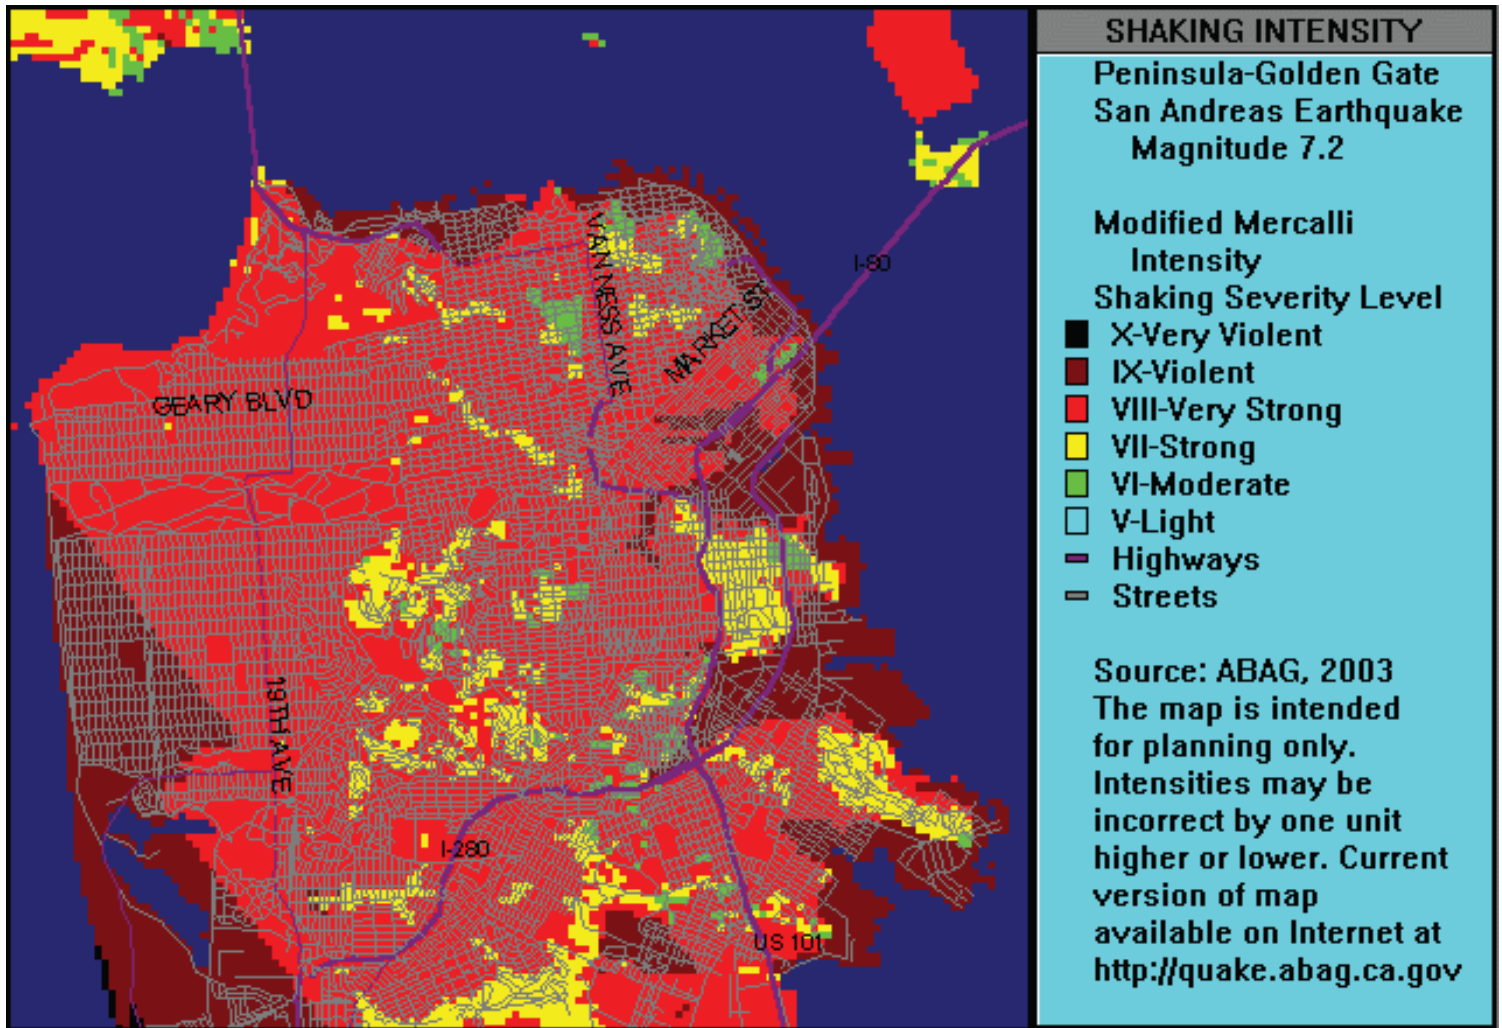 SHAKING INTENSITY
Peninsula-Golden Gate
San Andreas Earthquake
Magnitude 7.2
Modified Mercalli
Intensity
Shaking Severity Level
X-Very Violent
IX-Violent
VIII-Very Strong
VII-Strong
VI-Moderate
V-Light
Highways
Streets
Source: ABAG, 2003
The map is intended
for planning only.
Intensities may be
incorrect by one unit
higher or lower. Current
version of map
available on Internet at
http://quake.abag.ca.gov
I-80
VAN NESS AVE
MARKET ST
GEARY BLVD
19TH AVE
I-280
US 101